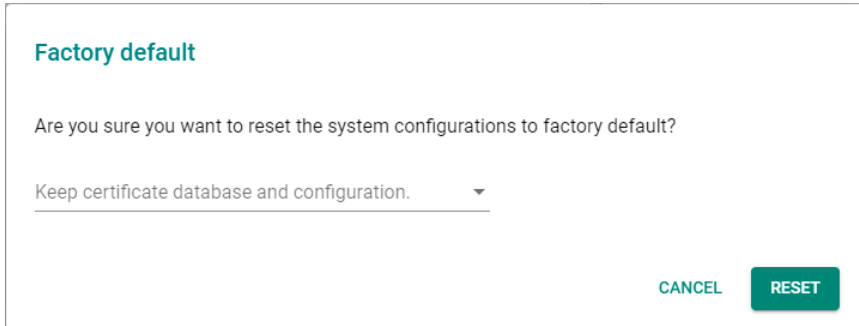 Factory default
Are you sure you want to reset the system configurations to factory default?
Keep certificate database and configuration.
CANCEL RESET